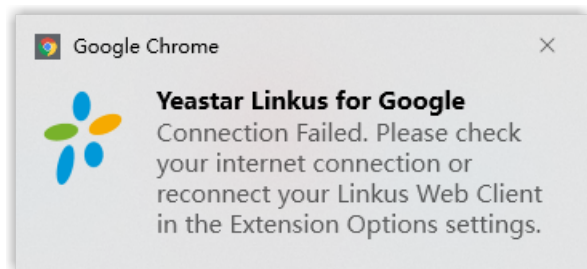 Google Chrome
Yeastar Linkus for Google
Connection Failed. Please check
your internet connection or
reconnect your Linkus Web Client
in the Extension Options settings.